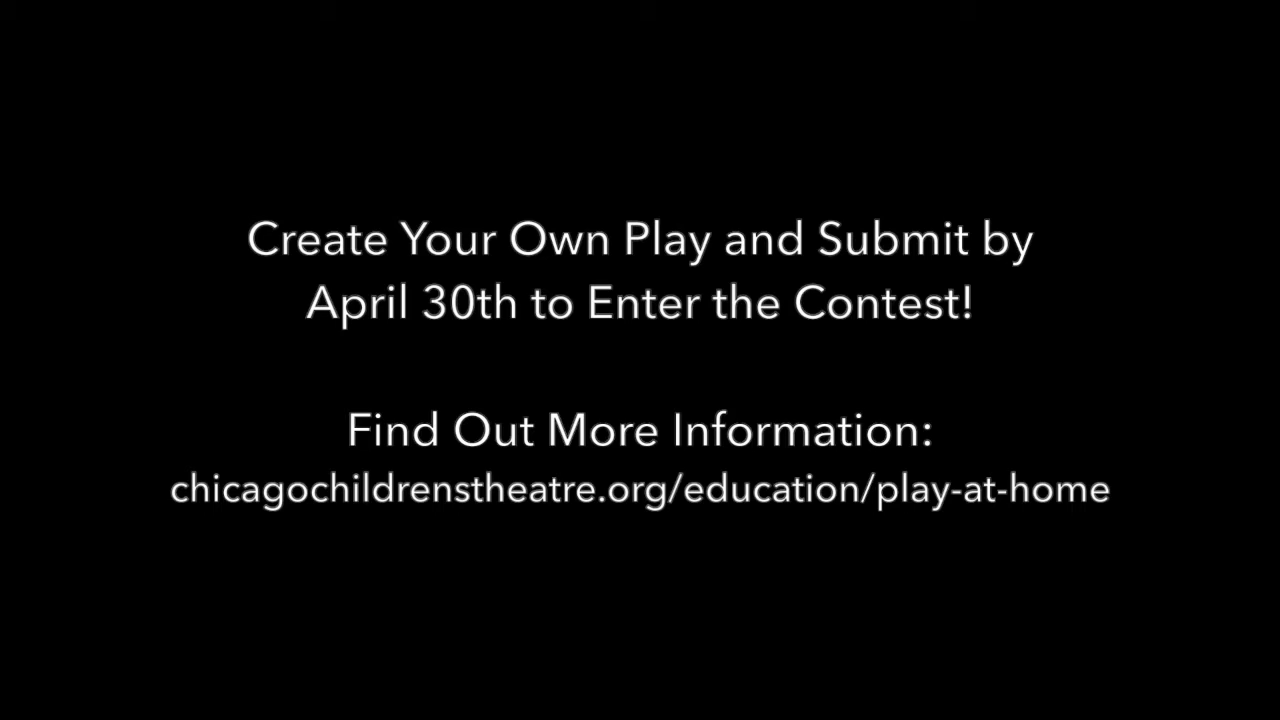 Create Your Own Play and Submit by
April 30th to Enter the Contest!
Find Out More Information:
chicagochildrenstheatre.org/education/play-at-home